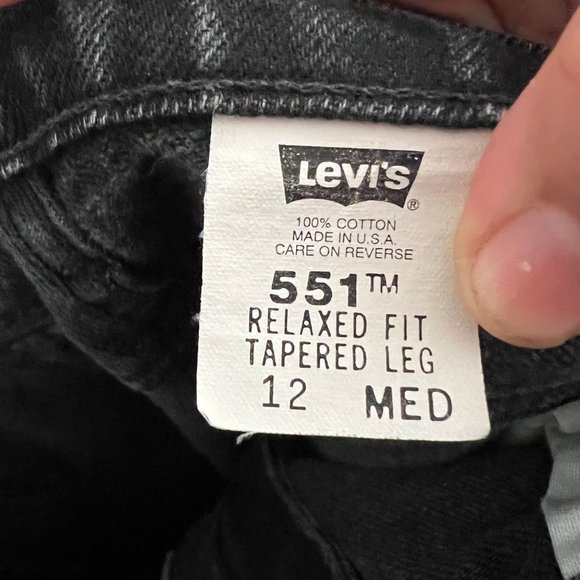 Levi's®
100% COTTON
MADE IN U.S.A.
CARE ON REVERSE
551™
RELAXED FIT
TAPERED LEG
12 MED